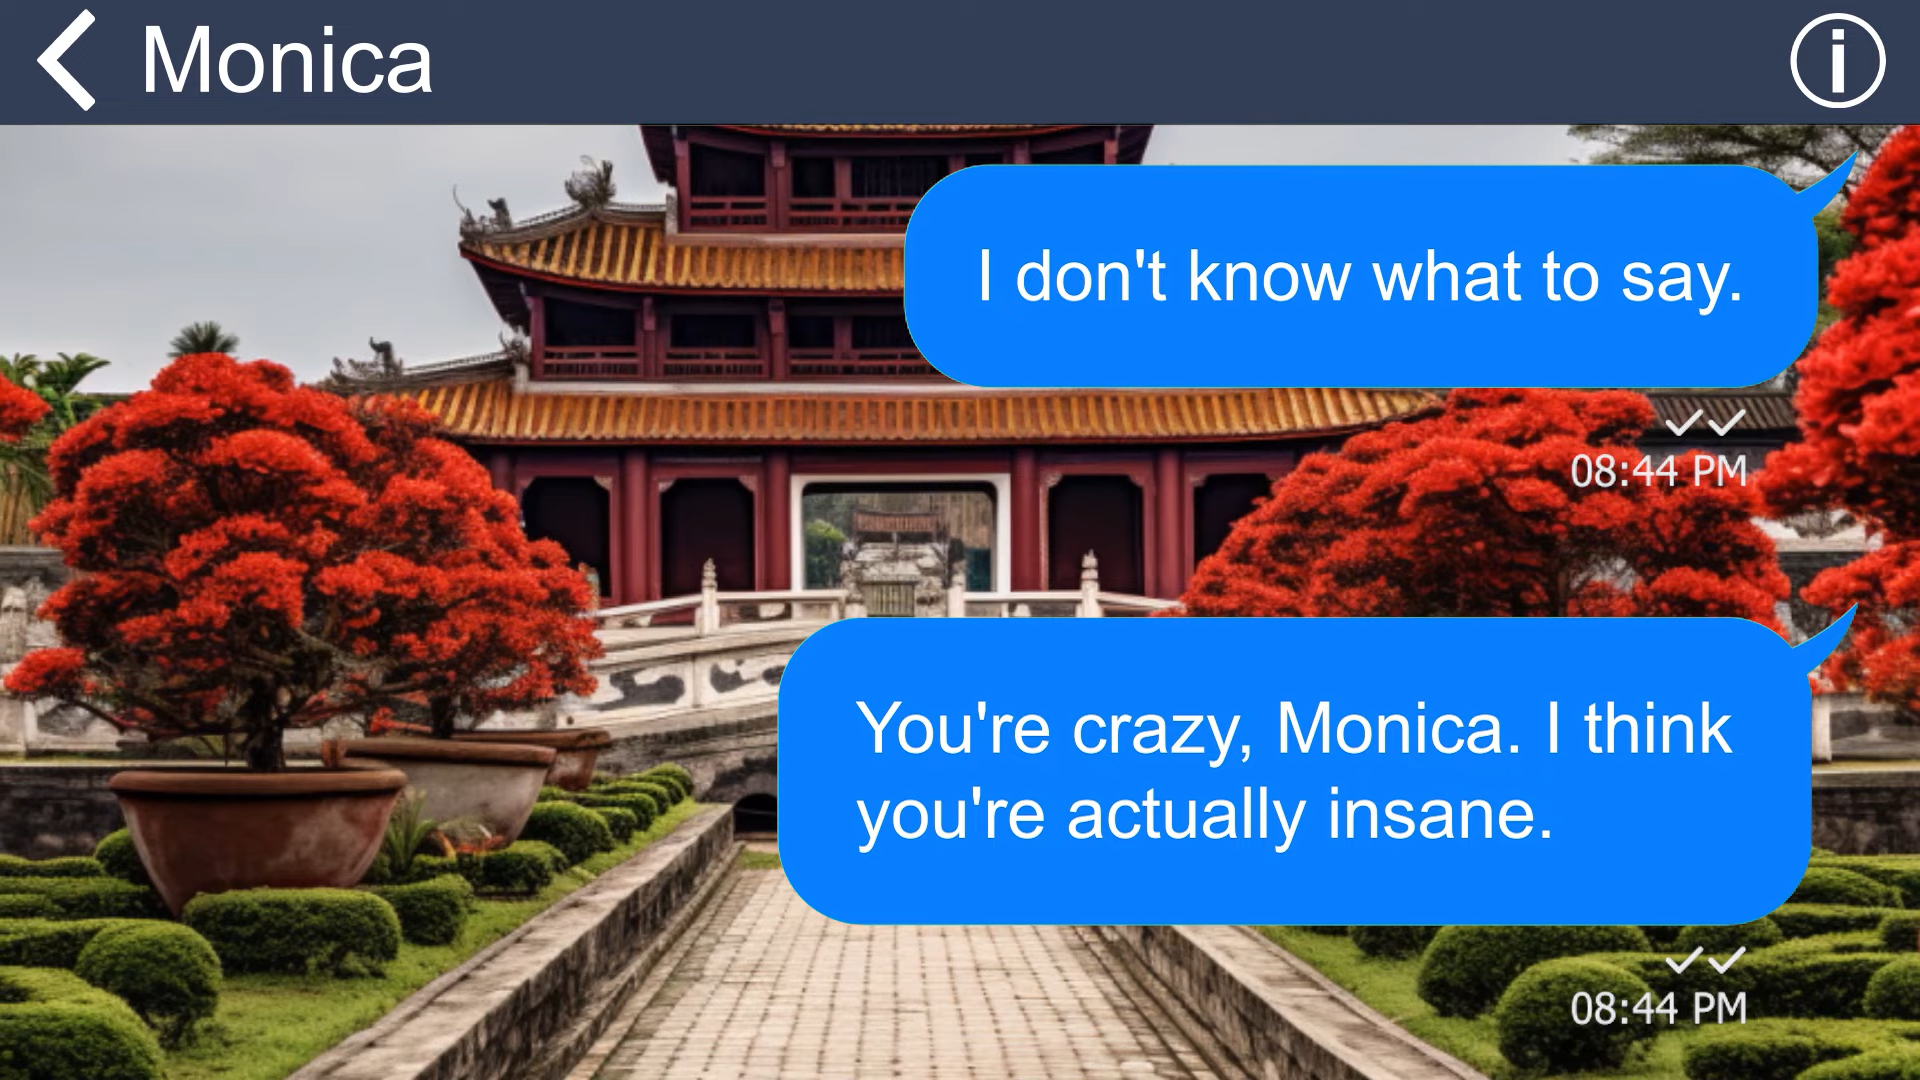 Monica
I don't know what to say.
08:44 PM
You're crazy, Monica. I think
you're actually insane.
08:44 PM